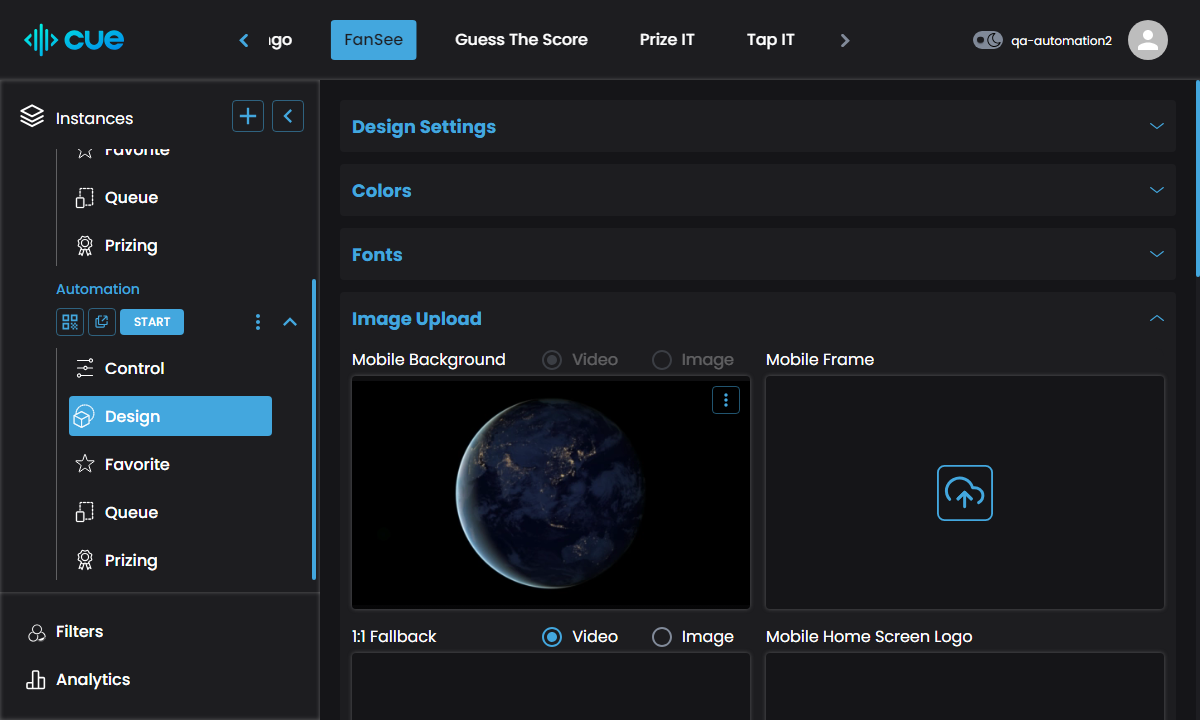 cue
FanSee
Guess The Score
Prize IT
Tap IT
qa-automation2
Instances
Favorite
Queue
Prizing
Automation
START
Control
Design
Favorite
Queue
Prizing
Filters
Analytics
Design Settings
Colors
Fonts
Image Upload
Mobile Background
Video
Image
Mobile Frame
1:1 Fallback
Video
Image
Mobile Home Screen Logo